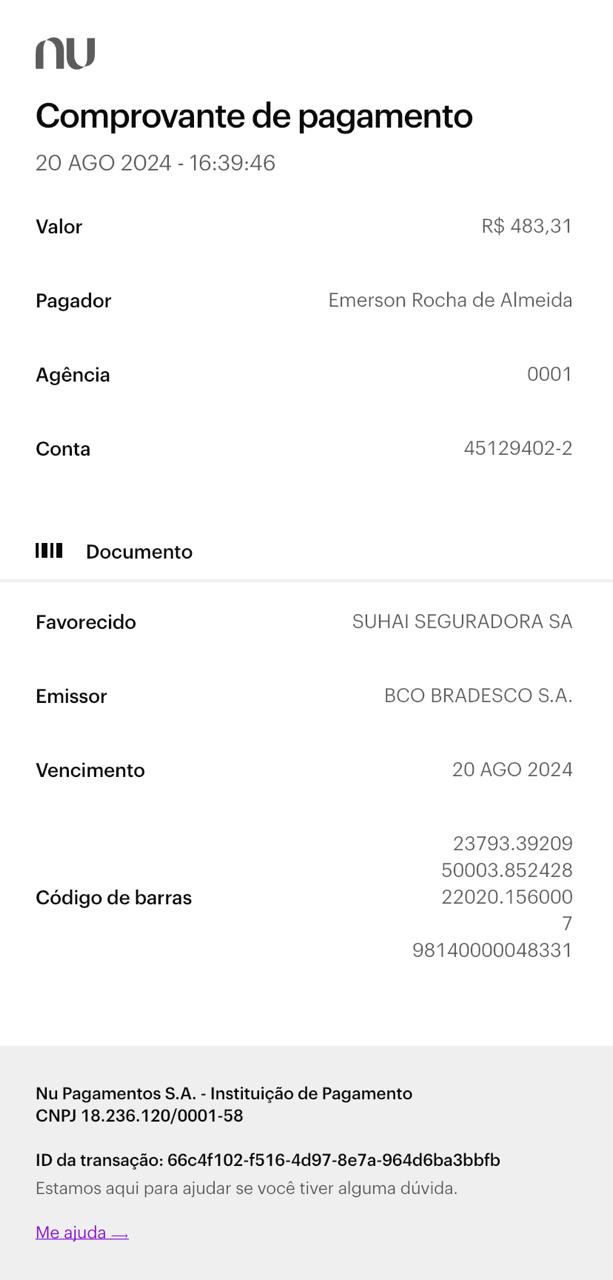 nu
Comprovante de pagamento
20 AGO 2024 - 16:39:46
Valor R$ 483,31
Pagador Emerson Rocha de Almeida
Agência 0001
Conta 45129402-2
Documento
Favorecido SUHAI SEGURADORA SA
Emissor BCO BRADESCO S.A.
Vencimento 20 AGO 2024
23793.39209
50003.852428
Código de barras 22020.156000
7
98140000048331
Nu Pagamentos S.A. - Instituição de Pagamento
CNPJ 18.236.120/0001-58
ID da transação: 66c4f102-f516-4d97-8e7a-964d6ba3bbfb
Estamos aqui para ajudar se você tiver alguma dúvida.
Me ajuda